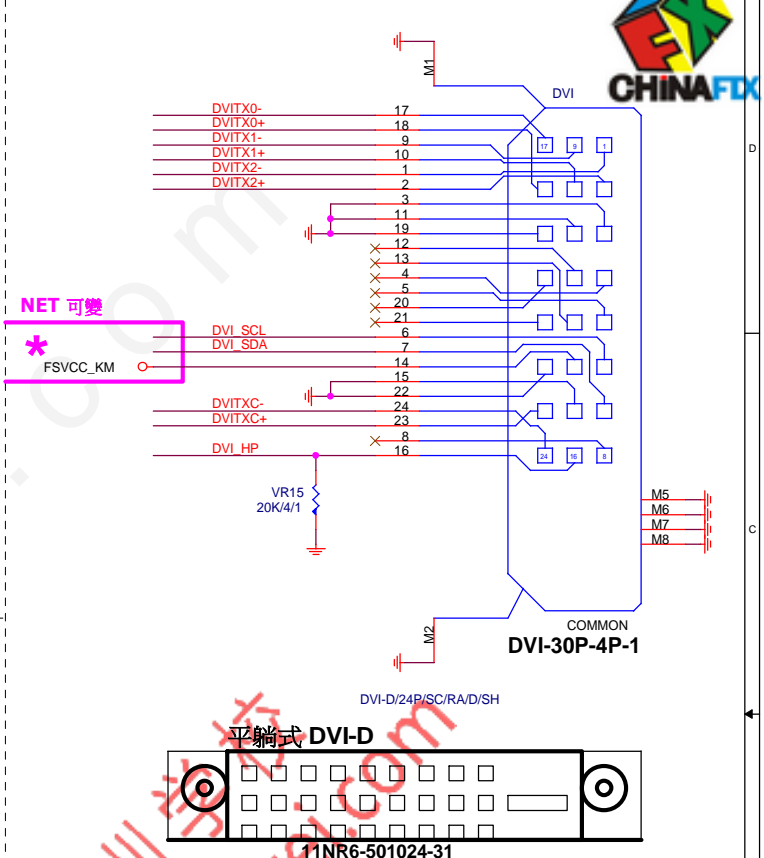 CHINAFIX
M1
DVI
DVITX0- 17
DVITX0+ 18
DVITX1- 9
DVITX1+ 10
DVITX2- 1
DVITX2+ 2
3
11
19
12
13
4
5
20
21
DVI_SCL 6
DVI_SDA 7
14
15
22
DVITXC- 24
DVITXC+ 23
8
DVI_HP 16
17 9 1
24 16 8
D
NET 可變
*
FSVCC_KM
VR15
20K/4/1
M5
M6
M7
M8
C
M2
COMMON
DVI-30P-4P-1
DVI-D/24P/SC/RA/D/SH
平躺式 DVI-D
11NR6-501024-31
.com